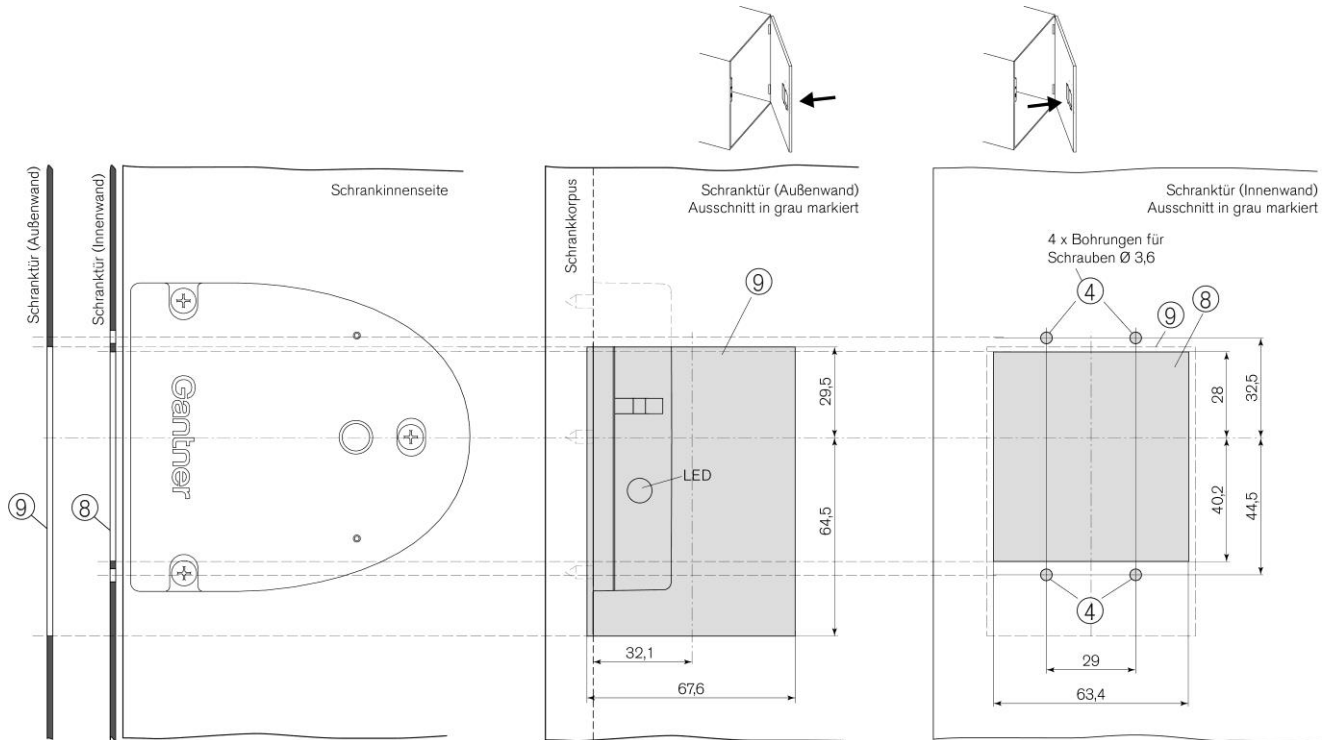 Schranktür (Außenwand)
Schranktür (Innenwand)
Schrankinnenseite
Gantner
9
8
Schrankkorpus
Schranktür (Außenwand)
Ausschnitt in grau markiert
9
LED
29,5
64,5
32,1
67,6
Schranktür (Innenwand)
Ausschnitt in grau markiert
4 x Bohrungen für
Schrauben Ø 3,6
4
9
8
28
32,5
40,2
44,5
4
29
63,4